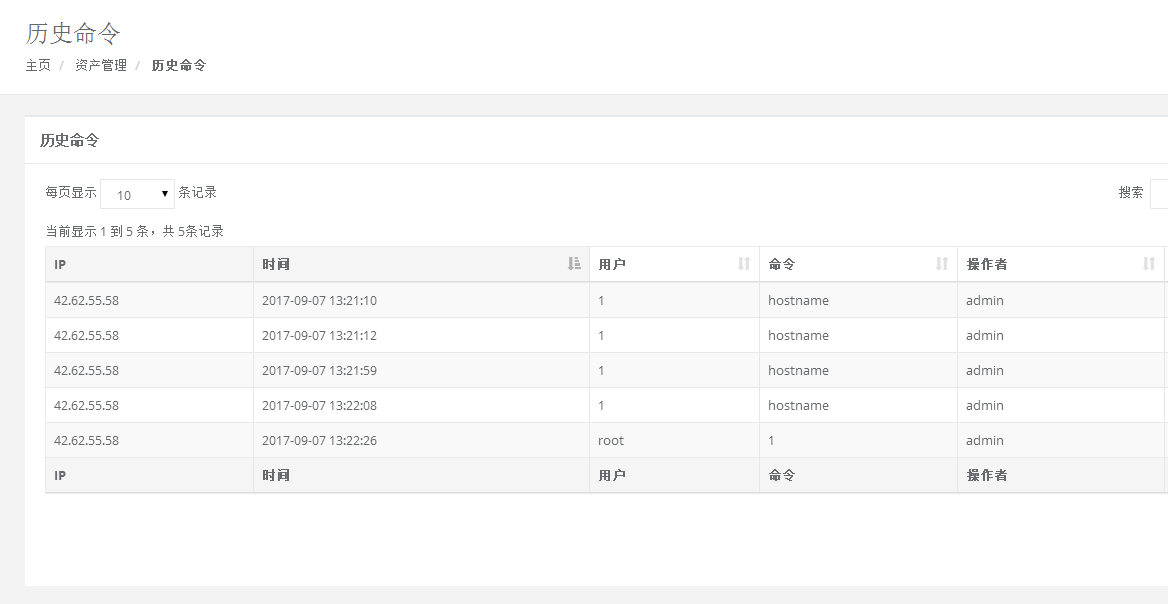 历史命令
主页 / 资产管理 / 历史命令
历史命令
每页显示 10 条记录 搜索
当前显示 1 到 5 条，共 5条记录
IP 时间 用户 命令 操作者
42.62.55.58 2017-09-07 13:21:10 1 hostname admin
42.62.55.58 2017-09-07 13:21:12 1 hostname admin
42.62.55.58 2017-09-07 13:21:59 1 hostname admin
42.62.55.58 2017-09-07 13:22:08 1 hostname admin
42.62.55.58 2017-09-07 13:22:26 root 1 admin
IP 时间 用户 命令 操作者